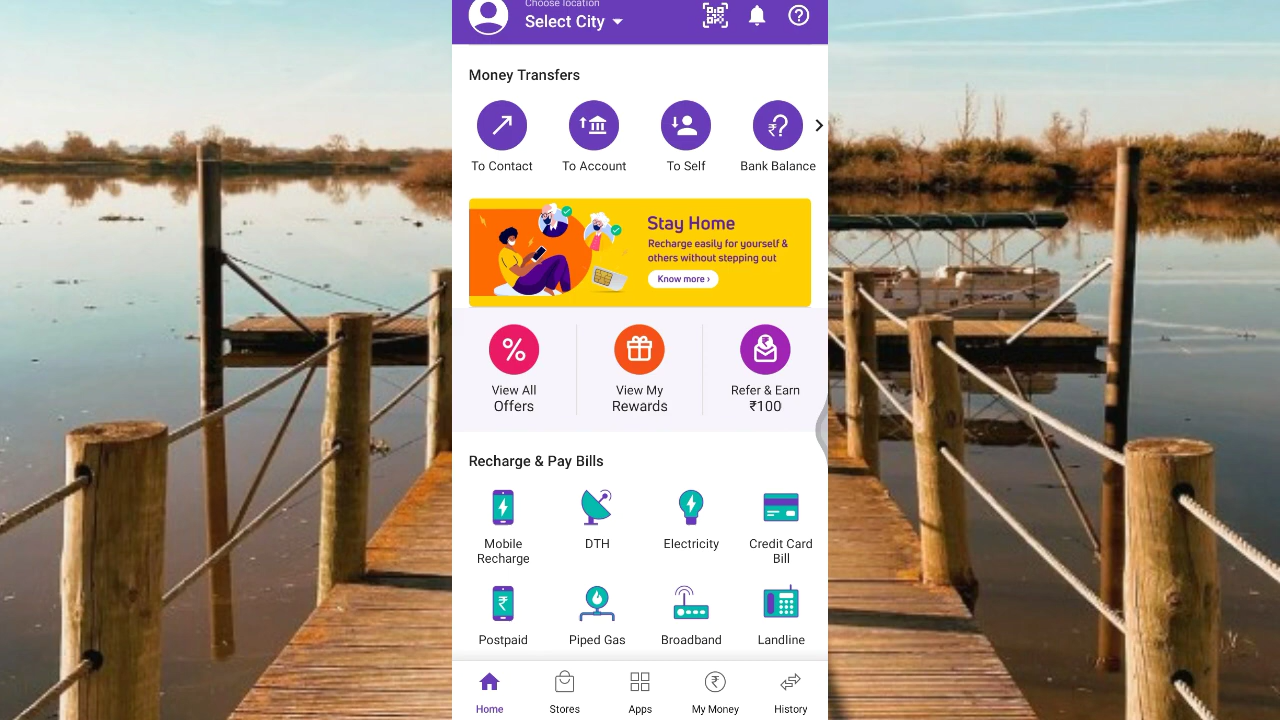 Choose location
Select City
Money Transfers
To Contact
To Account
To Self
Bank Balance
Stay Home
Recharge easily for yourself &
others without stepping out
Know more ›
View All
Offers
View My
Rewards
Refer & Earn
₹100
Recharge & Pay Bills
Mobile
Recharge
DTH
Electricity
Credit Card
Bill
Postpaid
Piped Gas
Broadband
Landline
Home
Stores
Apps
My Money
History